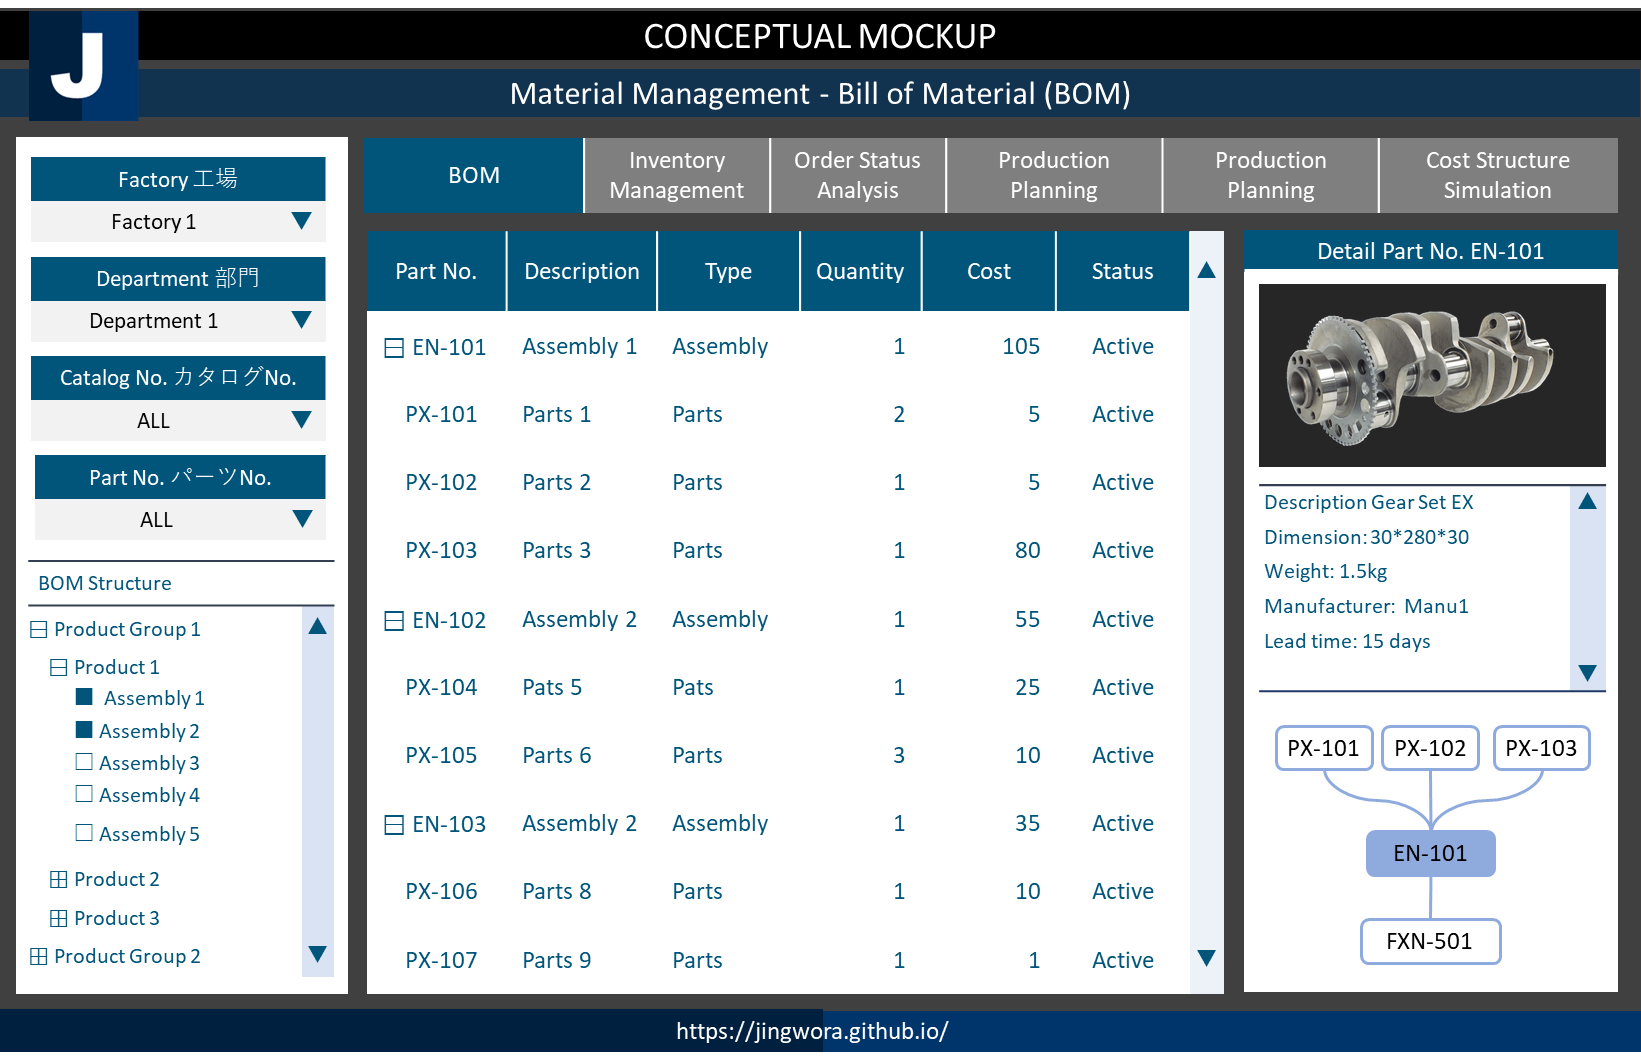 CONCEPTUAL MOCKUP
J
Material Management - Bill of Material (BOM)
Factory 工場
Factory 1
Department 部門
Department 1
Catalog No. カタログNo.
ALL
Part No. パーツNo.
ALL
BOM Structure
Product Group 1
Product 1
Assembly 1
Assembly 2
Assembly 3
Assembly 4
Assembly 5
Product 2
Product 3
Product Group 2
BOM
Inventory
Management
Order Status
Analysis
Production
Planning
Production
Planning
Cost Structure
Simulation
Part No. Description Type Quantity Cost Status
EN-101 Assembly 1 Assembly 1 105 Active
PX-101 Parts 1 Parts 2 5 Active
PX-102 Parts 2 Parts 1 5 Active
PX-103 Parts 3 Parts 1 80 Active
EN-102 Assembly 2 Assembly 1 55 Active
PX-104 Pats 5 Pats 1 25 Active
PX-105 Parts 6 Parts 3 10 Active
EN-103 Assembly 2 Assembly 1 35 Active
PX-106 Parts 8 Parts 1 10 Active
PX-107 Parts 9 Parts 1 1 Active
Detail Part No. EN-101
Description Gear Set EX
Dimension: 30*280*30
Weight: 1.5kg
Manufacturer: Manu1
Lead time: 15 days
PX-101 PX-102 PX-103
EN-101
FXN-501
https://jingwora.github.io/